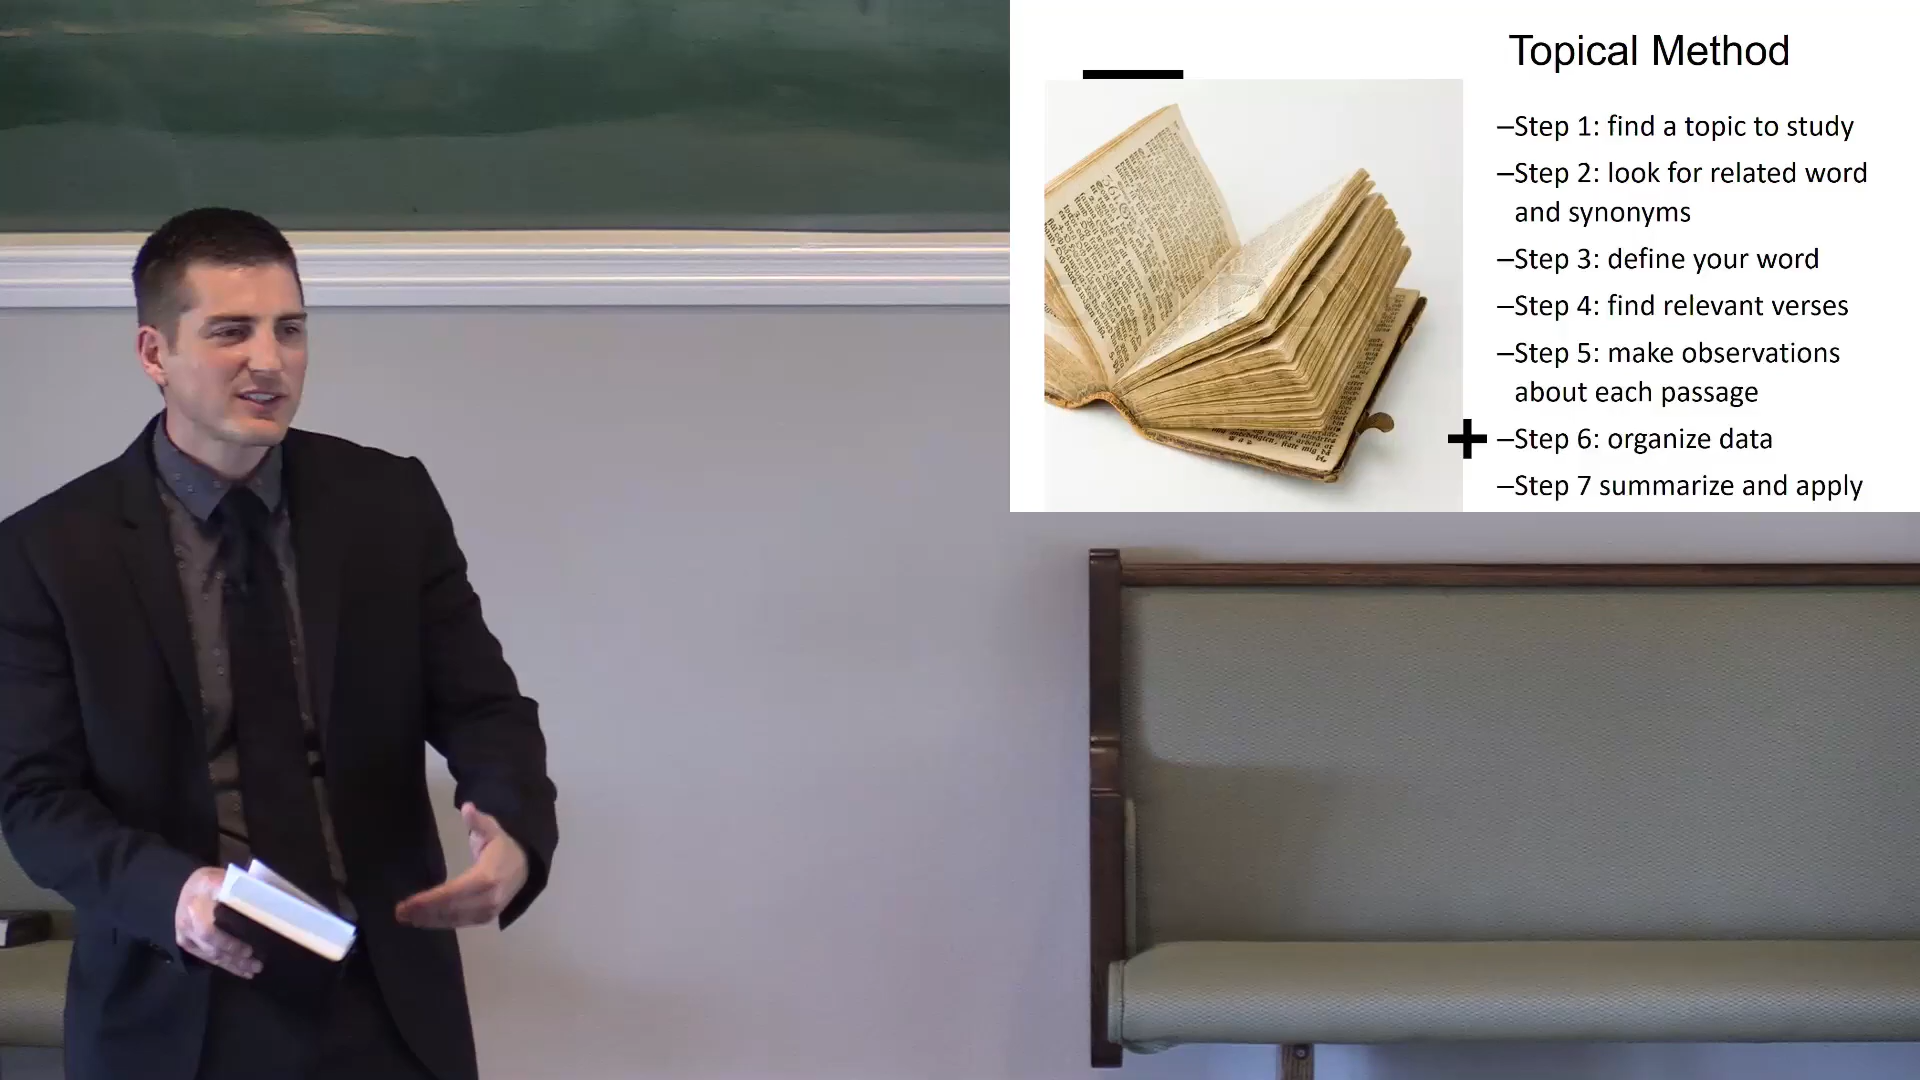 Topical Method
–Step 1: find a topic to study
–Step 2: look for related word
and synonyms
–Step 3: define your word
–Step 4: find relevant verses
–Step 5: make observations
about each passage
–Step 6: organize data
–Step 7 summarize and apply